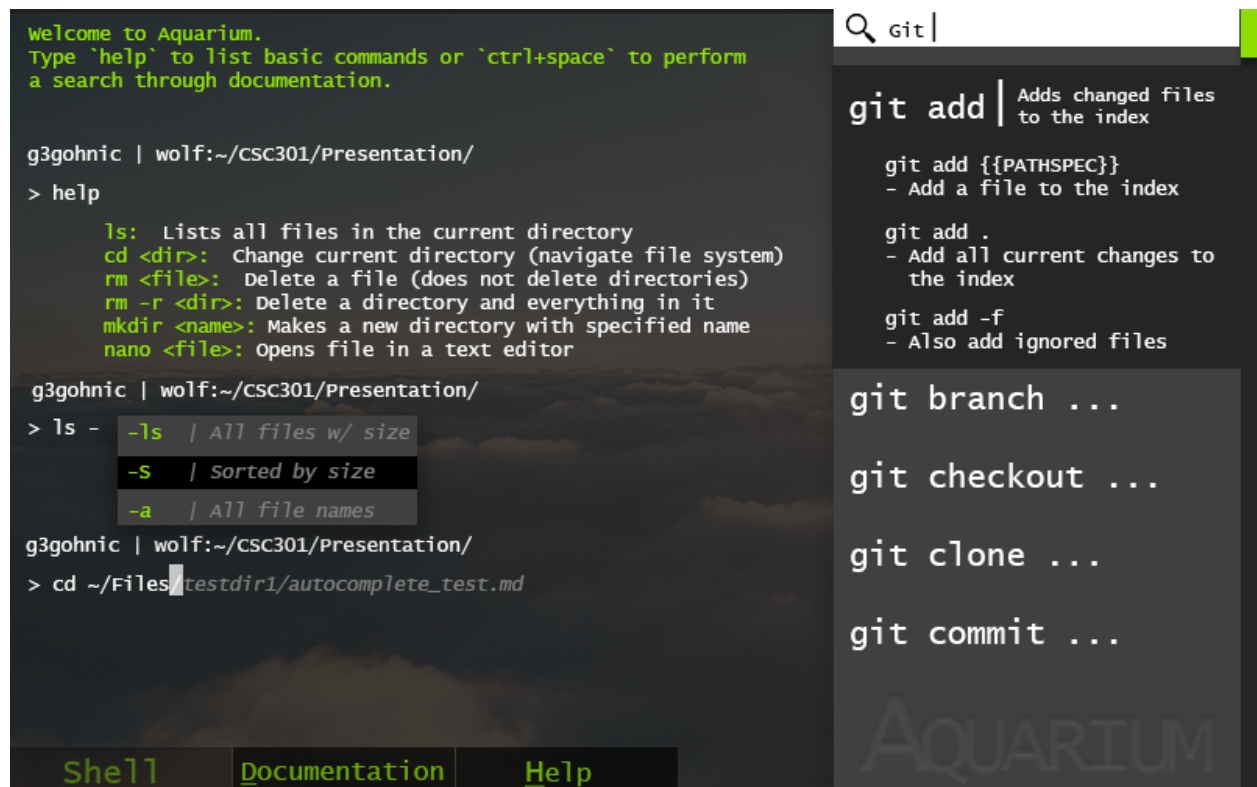 Welcome to Aquarium.
Type `help` to list basic commands or `ctrl+space` to perform
a search through documentation.
g3gohnic | wolf:~/CSC301/Presentation/
> help
ls:  Lists all files in the current directory
cd <dir>:  Change current directory (navigate file system)
rm <file>:  Delete a file (does not delete directories)
rm -r <dir>: Delete a directory and everything in it
mkdir <name>: Makes a new directory with specified name
nano <file>: Opens file in a text editor
g3gohnic | wolf:~/CSC301/Presentation/
> ls -
-ls | All files w/ size
-S | Sorted by size
-a | All file names
g3gohnic | wolf:~/CSC301/Presentation/
> cd ~/Files/testdir1/autocomplete_test.md
Shell
Documentation
Help
Git
git add
Adds changed files
to the index
git add {{PATHSPEC}}
- Add a file to the index
git add .
- Add all current changes to
the index
git add -f
- Also add ignored files
git branch ...
git checkout ...
git clone ...
git commit ...
AQUARIUM